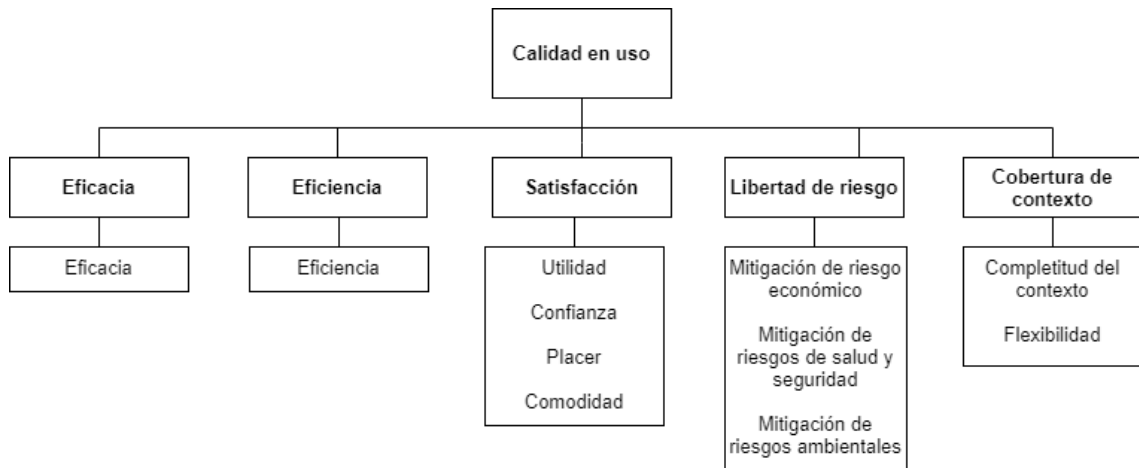 Calidad en uso
Eficacia
Eficiencia
Satisfacción
Libertad de riesgo
Cobertura de
contexto
Eficacia
Eficiencia
Utilidad
Confianza
Placer
Comodidad
Mitigación de riesgo
económico
Mitigación de
riesgos de salud y
seguridad
Mitigación de
riesgos ambientales
Completitud del
contexto
Flexibilidad